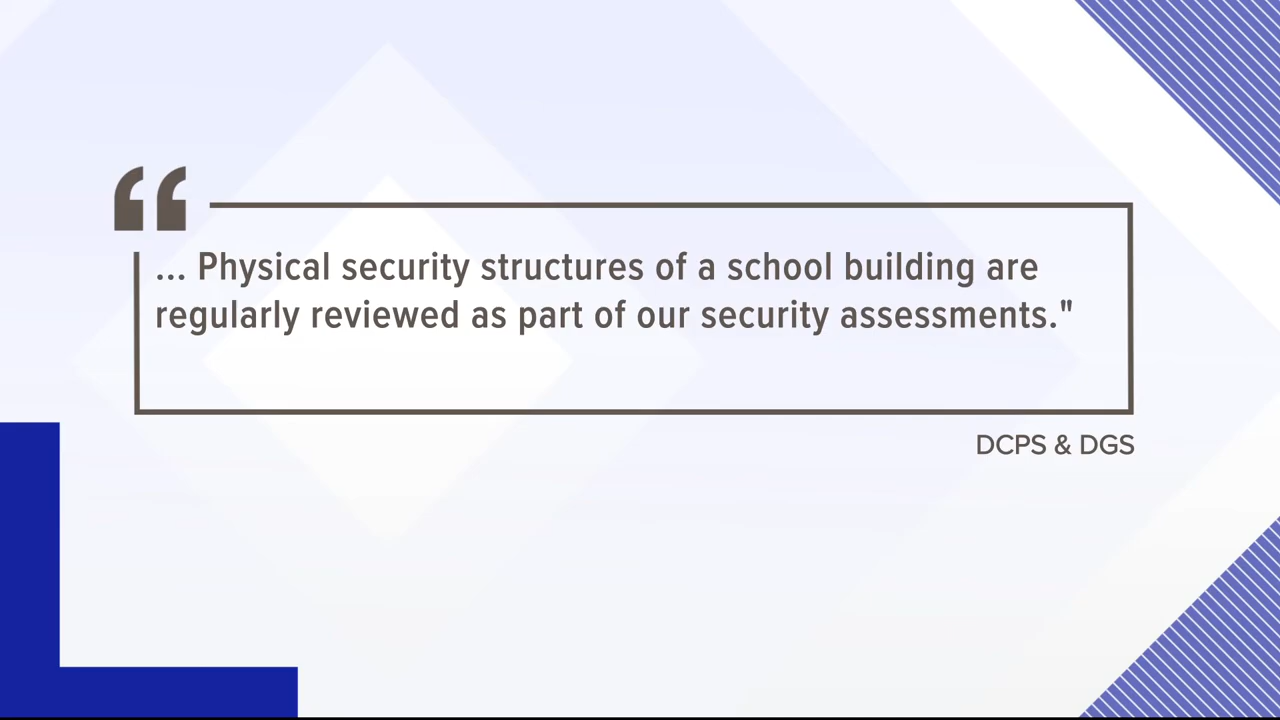 ... Physical security structures of a school building are
regularly reviewed as part of our security assessments."
DCPS & DGS